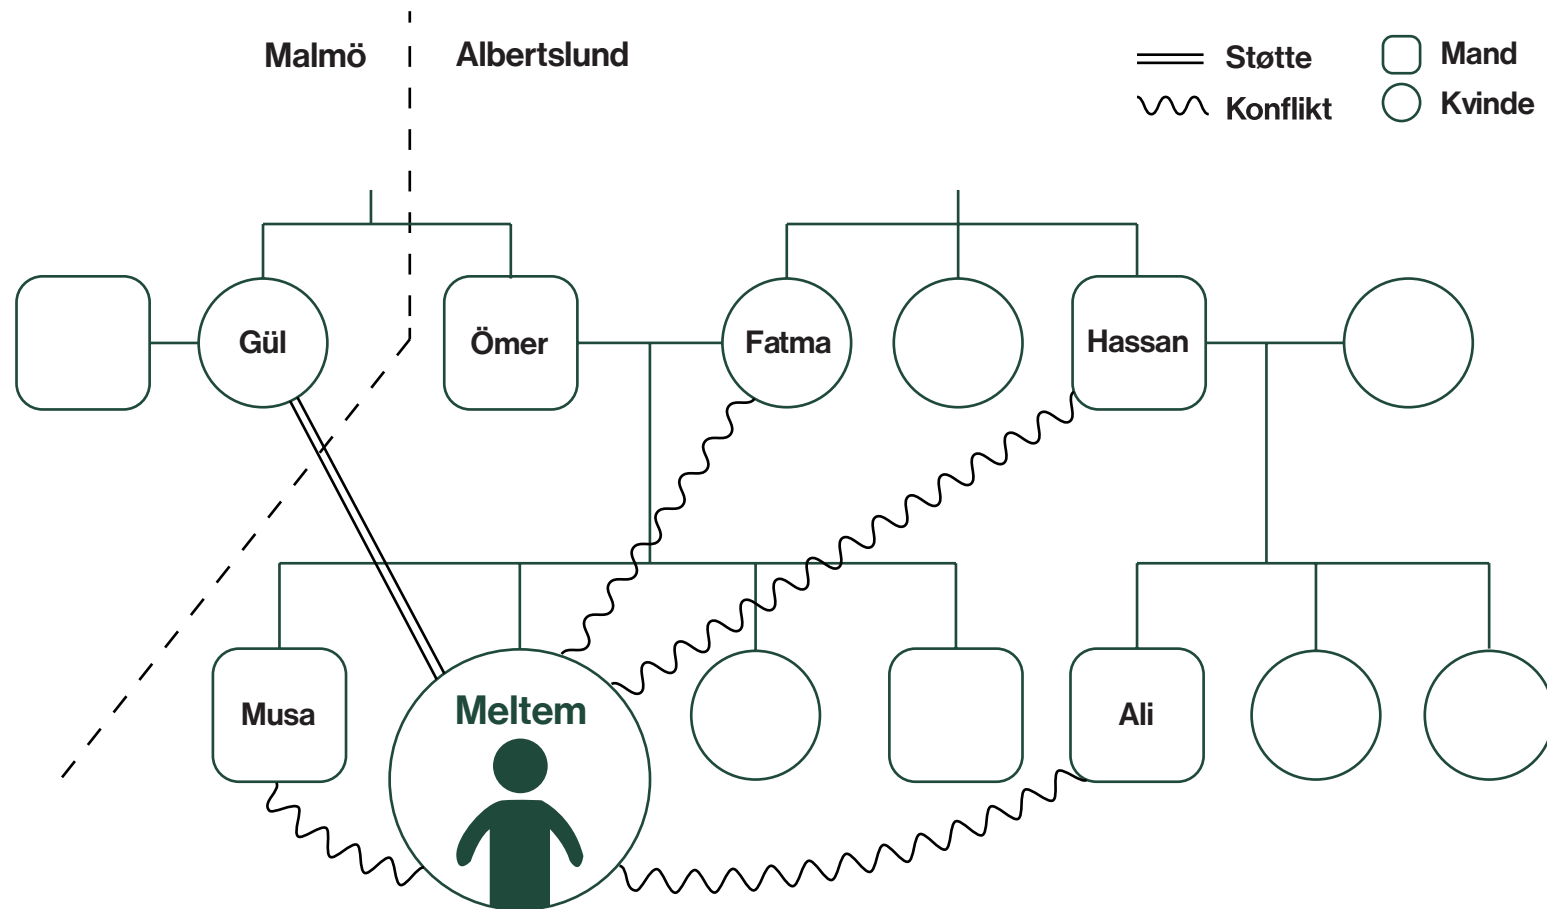 Malmö
Albertslund
Støtte
Mand
Konflikt
Kvinde
Gül
Ömer
Fatma
Hassan
Musa
Meltem
Ali